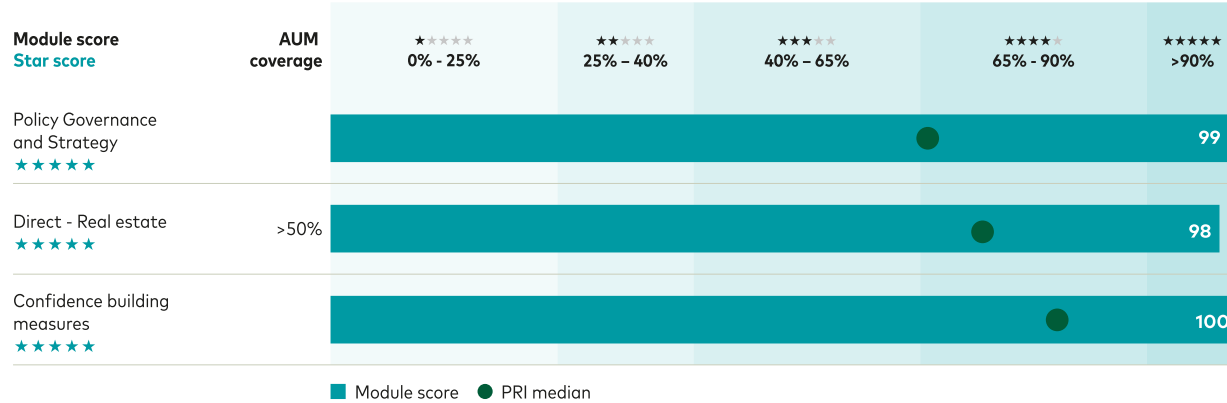 Module score
Star score
AUM
coverage
★★★★★
0% - 25%
★★★★★
25% – 40%
★★★★★
40% – 65%
★★★★★
65% - 90%
★★★★★
>90%
Policy Governance
and Strategy
★★★★★
99
Direct - Real estate
★★★★★
>50%
98
Confidence building
measures
★★★★★
100
Module score
PRI median